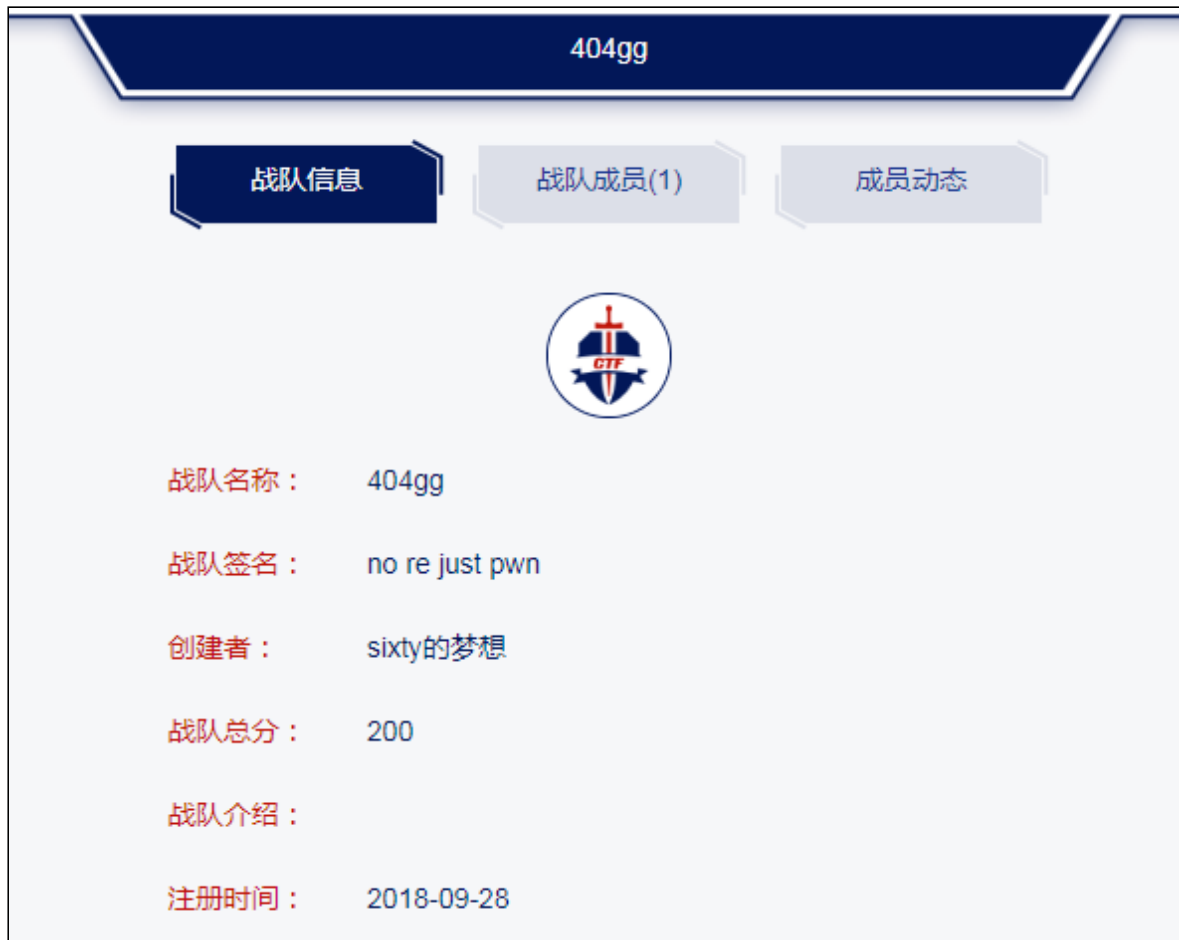 404gg
战队信息 战队成员(1) 成员动态
CTF
战队名称： 404gg
战队签名： no re just pwn
创建者： sixty的梦想
战队总分： 200
战队介绍：
注册时间： 2018-09-28